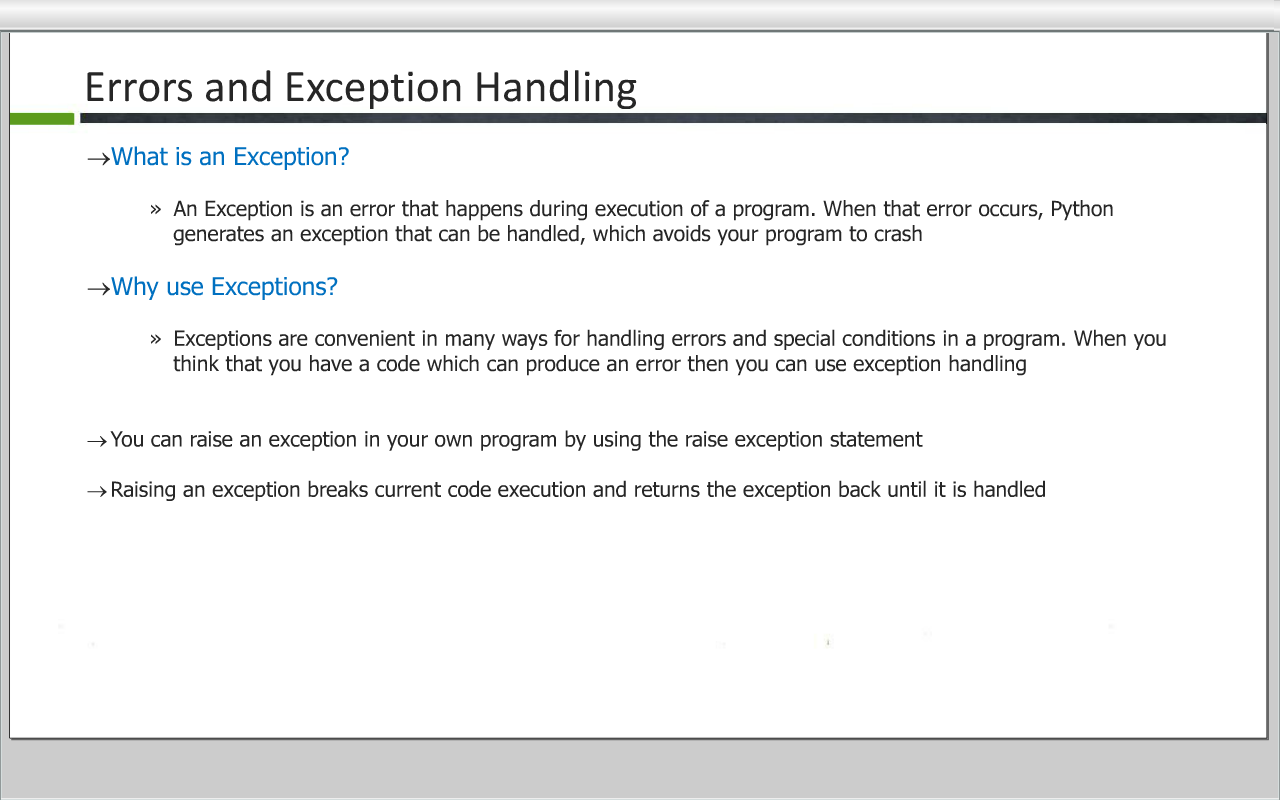 Errors and Exception Handling
→What is an Exception?
» An Exception is an error that happens during execution of a program. When that error occurs, Python
generates an exception that can be handled, which avoids your program to crash
→Why use Exceptions?
» Exceptions are convenient in many ways for handling errors and special conditions in a program. When you
think that you have a code which can produce an error then you can use exception handling
→You can raise an exception in your own program by using the raise exception statement
→Raising an exception breaks current code execution and returns the exception back until it is handled